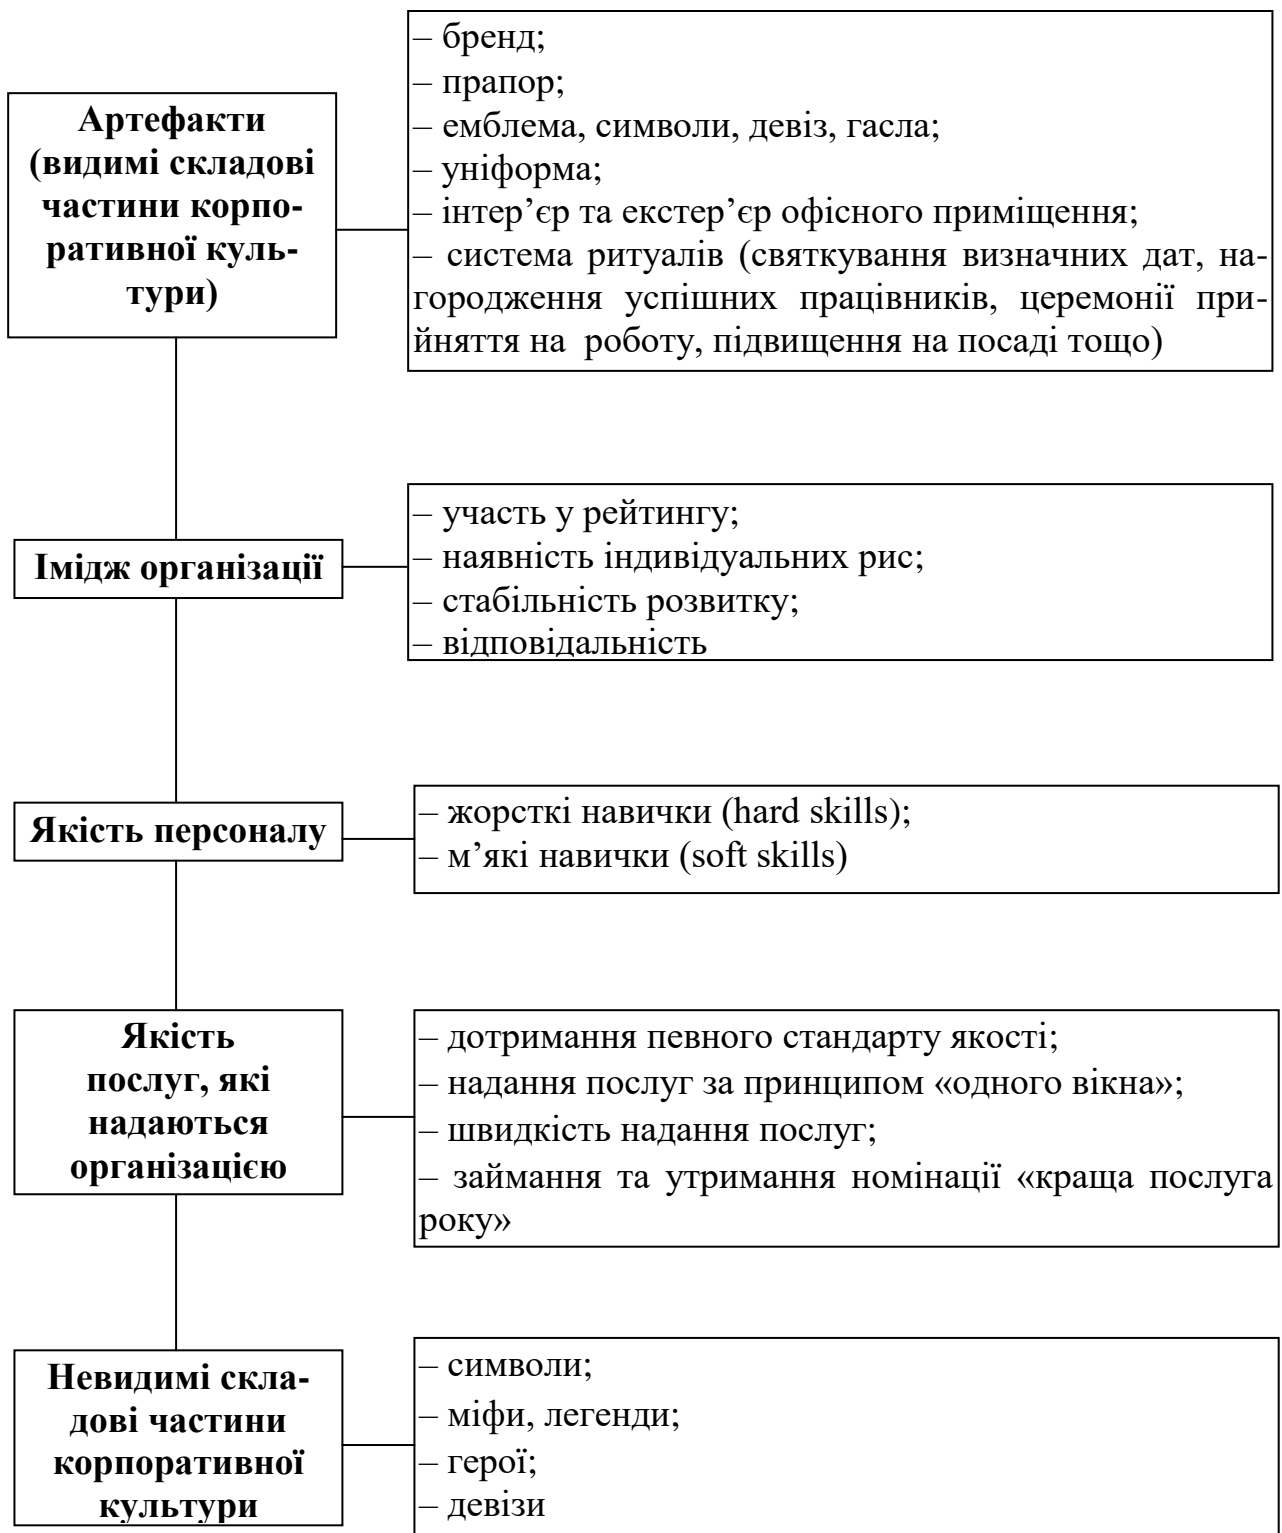 Артефакти
(видимі складові
частини корпо-
ративної куль-
тури)
– бренд;
– прапор;
– емблема, символи, девіз, гасла;
– уніформа;
– інтер’єр та екстер’єр офісного приміщення;
– система ритуалів (святкування визначних дат, на-
городження успішних працівників, церемонії при-
йняття на роботу, підвищення на посаді тощо)
Імідж організації
– участь у рейтингу;
– наявність індивідуальних рис;
– стабільність розвитку;
– відповідальність
Якість персоналу
– жорсткі навички (hard skills);
– м’які навички (soft skills)
Якість
послуг, які
надаються
організацією
– дотримання певного стандарту якості;
– надання послуг за принципом «одного вікна»;
– швидкість надання послуг;
– займання та утримання номінації «краща послуга
року»
Невидимі скла-
дові частини
корпоративної
культури
– символи;
– міфи, легенди;
– герої;
– девізи